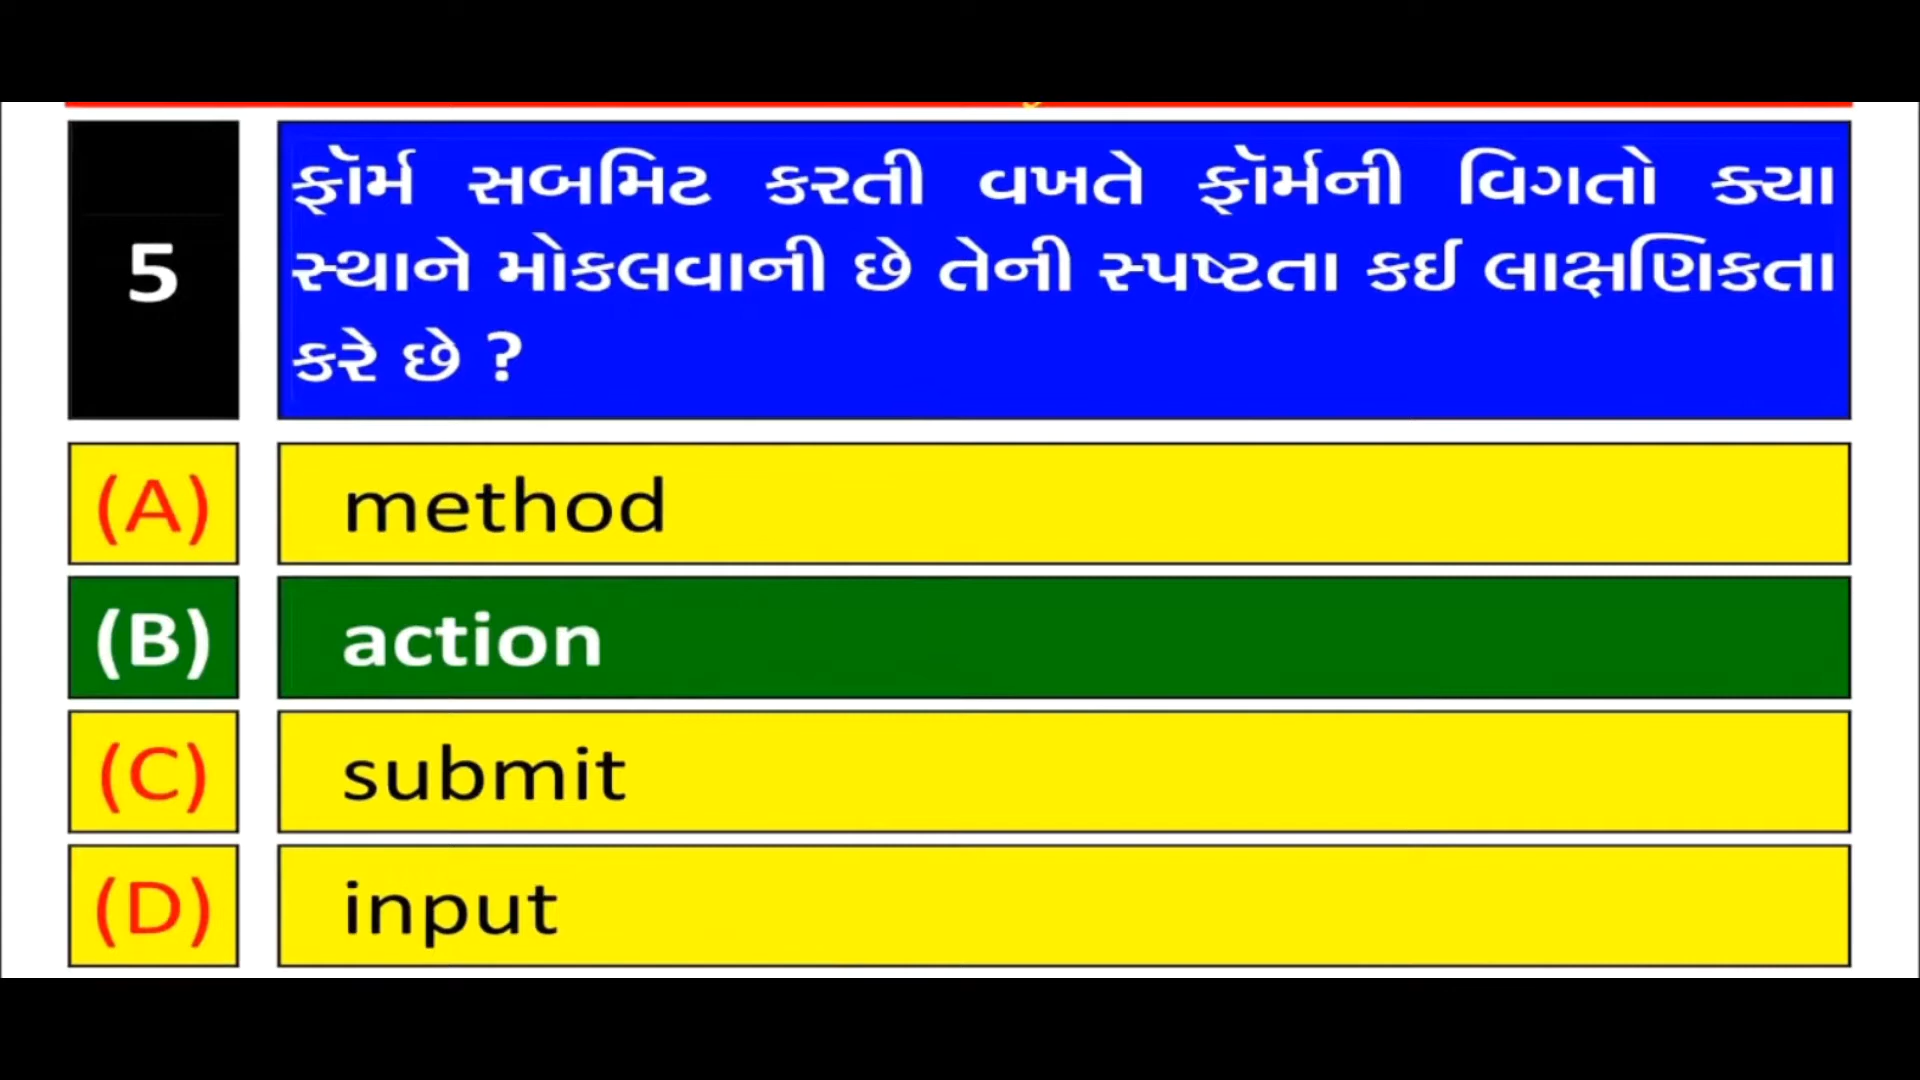 5
ફૉર્મ સબમિટ કરતી વખતે ફૉર્મની વિગતો ક્યા
સ્થાને મોકલવાની છે તેની સ્પષ્ટતા કઈ લાક્ષણિકતા
કરે છે ?
(A) method
(B) action
(C) submit
(D) input